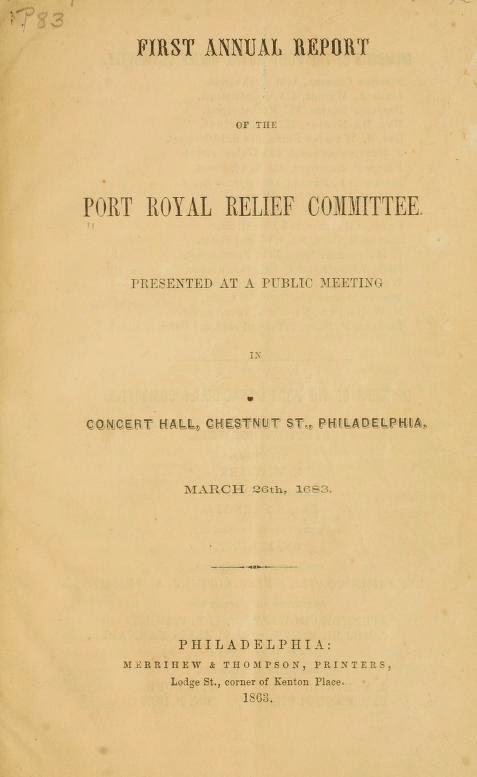 P83
FIRST ANNUAL REPORT
OF THE
PORT ROYAL RELIEF COMMITTEE.
PRESENTED AT A PUBLIC MEETING
IN
CONCERT HALL, CHESTNUT ST., PHILADELPHIA,
MARCH 26th, 1683.
PHILADELPHIA:
MERRIHEW & THOMPSON, PRINTERS,
Lodge St., corner of Kenton Place.
1863.